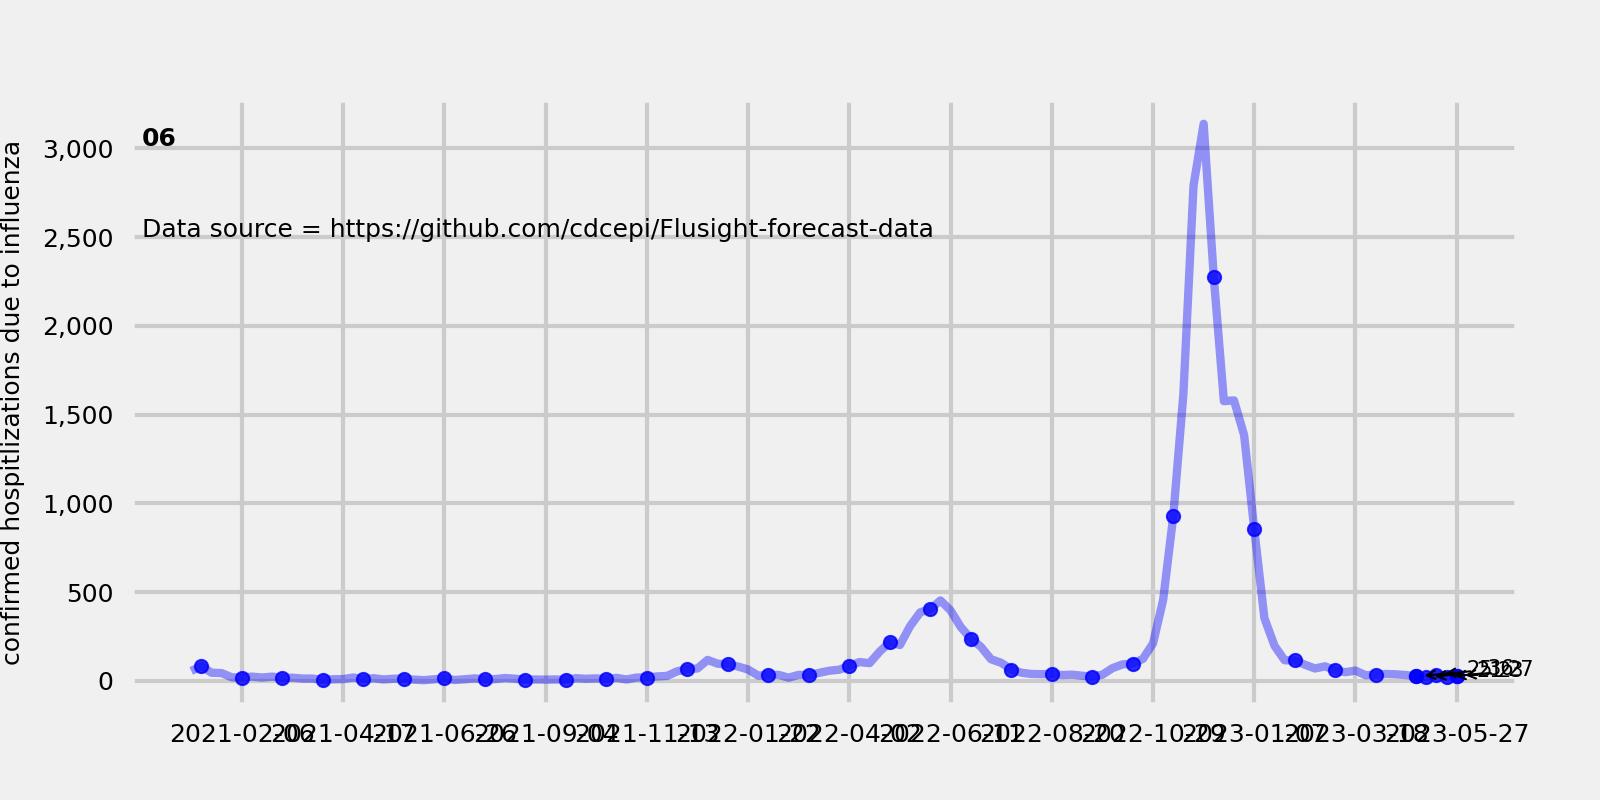 06
Data source = https://github.com/cdcepi/Flusight-forecast-data
confirmed hospitlizations due to influenza
3,000
2,500
2,000
1,500
1,000
500
0
2021-02-06 2021-04-17 2021-06-26 2021-09-04 2021-11-13 2022-01-22 2022-04-02 2022-06-11 2022-08-20 2022-10-29 2023-01-07 2023-03-18 2023-05-27